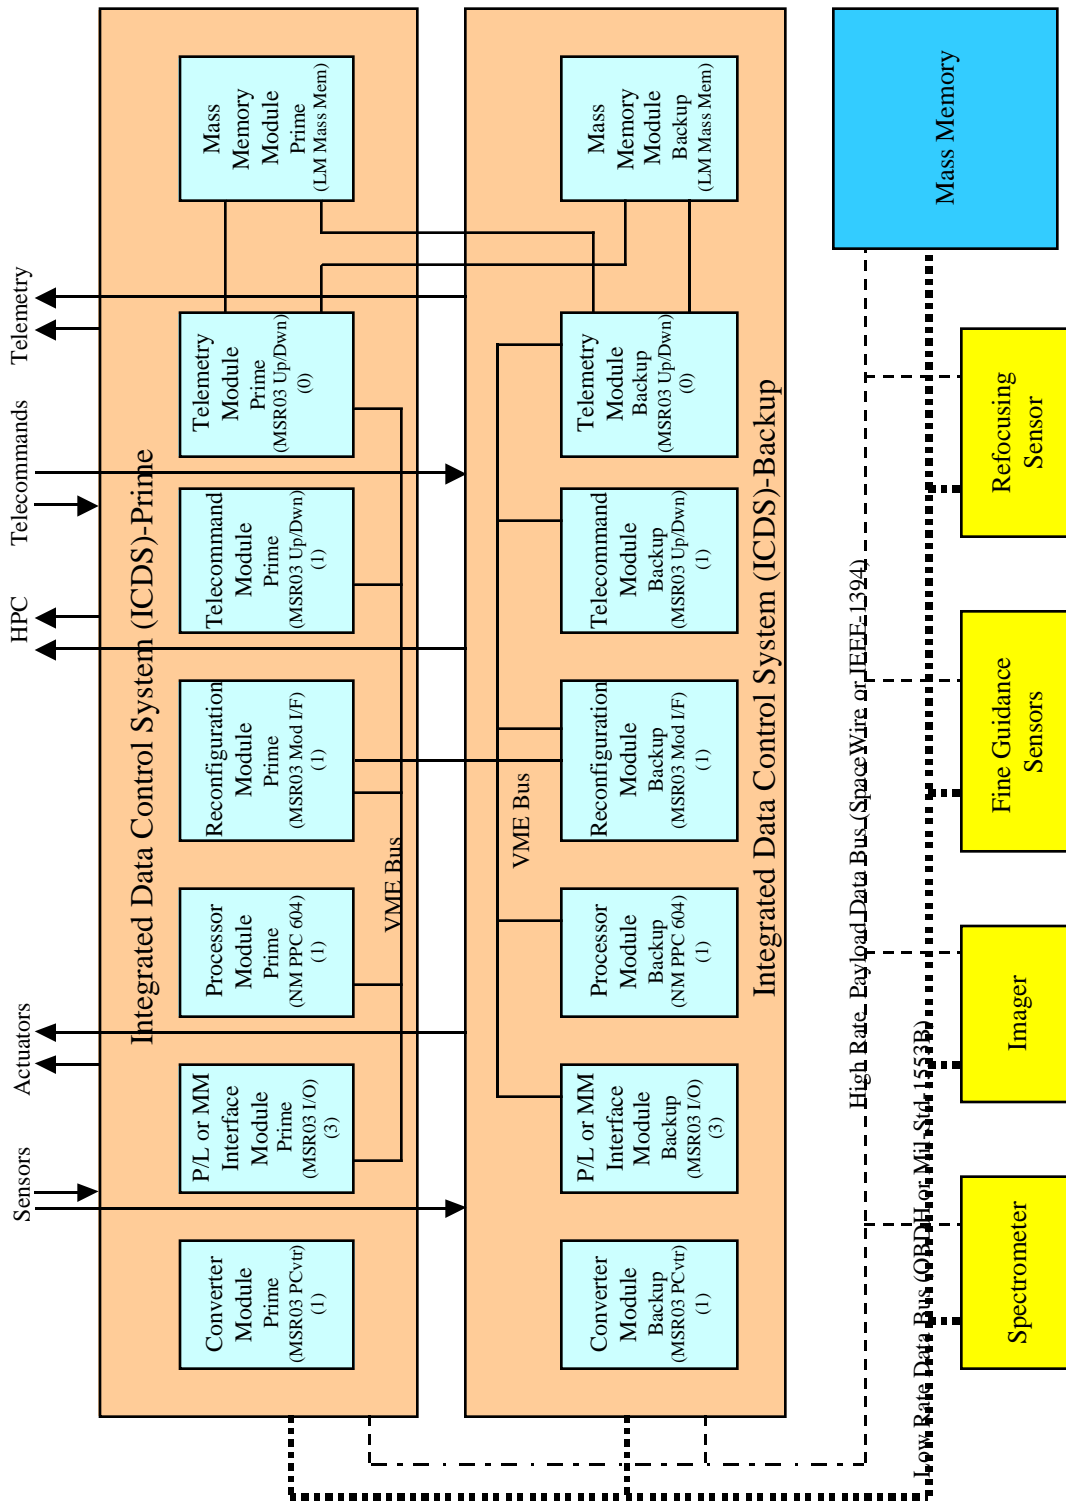 Sensors
Actuators
HPC
Telecommands
Telemetry
Integrated Data Control System (ICDS)-Prime
Converter
Module
Prime
(MSR03 PCvtr)
(1)
P/L or MM
Interface
Module
Prime
(MSR03 I/O)
(3)
Processor
Module
Prime
(NM PPC 604)
(1)
Reconfiguration
Module
Prime
(MSR03 Mod I/F)
(1)
Telecommand
Module
Prime
(MSR03 Up/Dwn)
(1)
Telemetry
Module
Prime
(MSR03 Up/Dwn)
(0)
Mass
Memory
Module
Prime
(LM Mass Mem)
VME Bus
VME Bus
Converter
Module
Backup
(MSR03 PCvtr)
(1)
P/L or MM
Interface
Module
Backup
(MSR03 I/O)
(3)
Processor
Module
Backup
(NM PPC 604)
(1)
Reconfiguration
Module
Backup
(MSR03 Mod I/F)
(1)
Telecommand
Module
Backup
(MSR03 Up/Dwn)
(1)
Telemetry
Module
Backup
(MSR03 Up/Dwn)
(0)
Mass
Memory
Module
Backup
(LM Mass Mem)
Integrated Data Control System (ICDS)-Backup
High Rate Payload Data Bus (SpaceWire or IEEE-1394)
Low Rate Data Bus (OBDH or Mil-Std. 1553B)
Mass Memory
Spectrometer
Imager
Fine Guidance
Sensors
Refocusing
Sensor